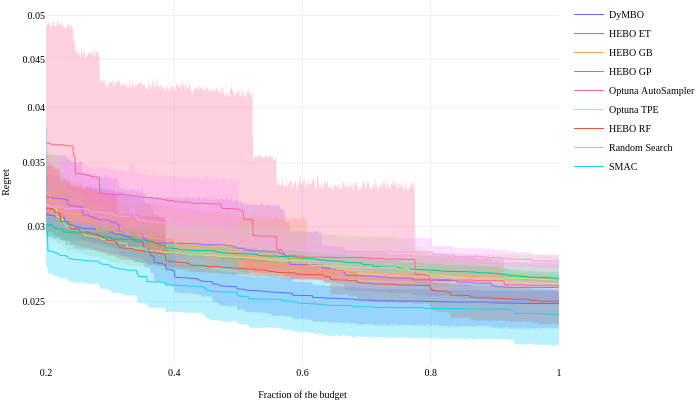 0.05
0.045
0.04
0.035
0.03
0.025
Regret
0.2
0.4
0.6
0.8
1
Fraction of the budget
DyMBO
HEBO ET
HEBO GB
HEBO GP
Optuna AutoSampler
Optuna TPE
HEBO RF
Random Search
SMAC